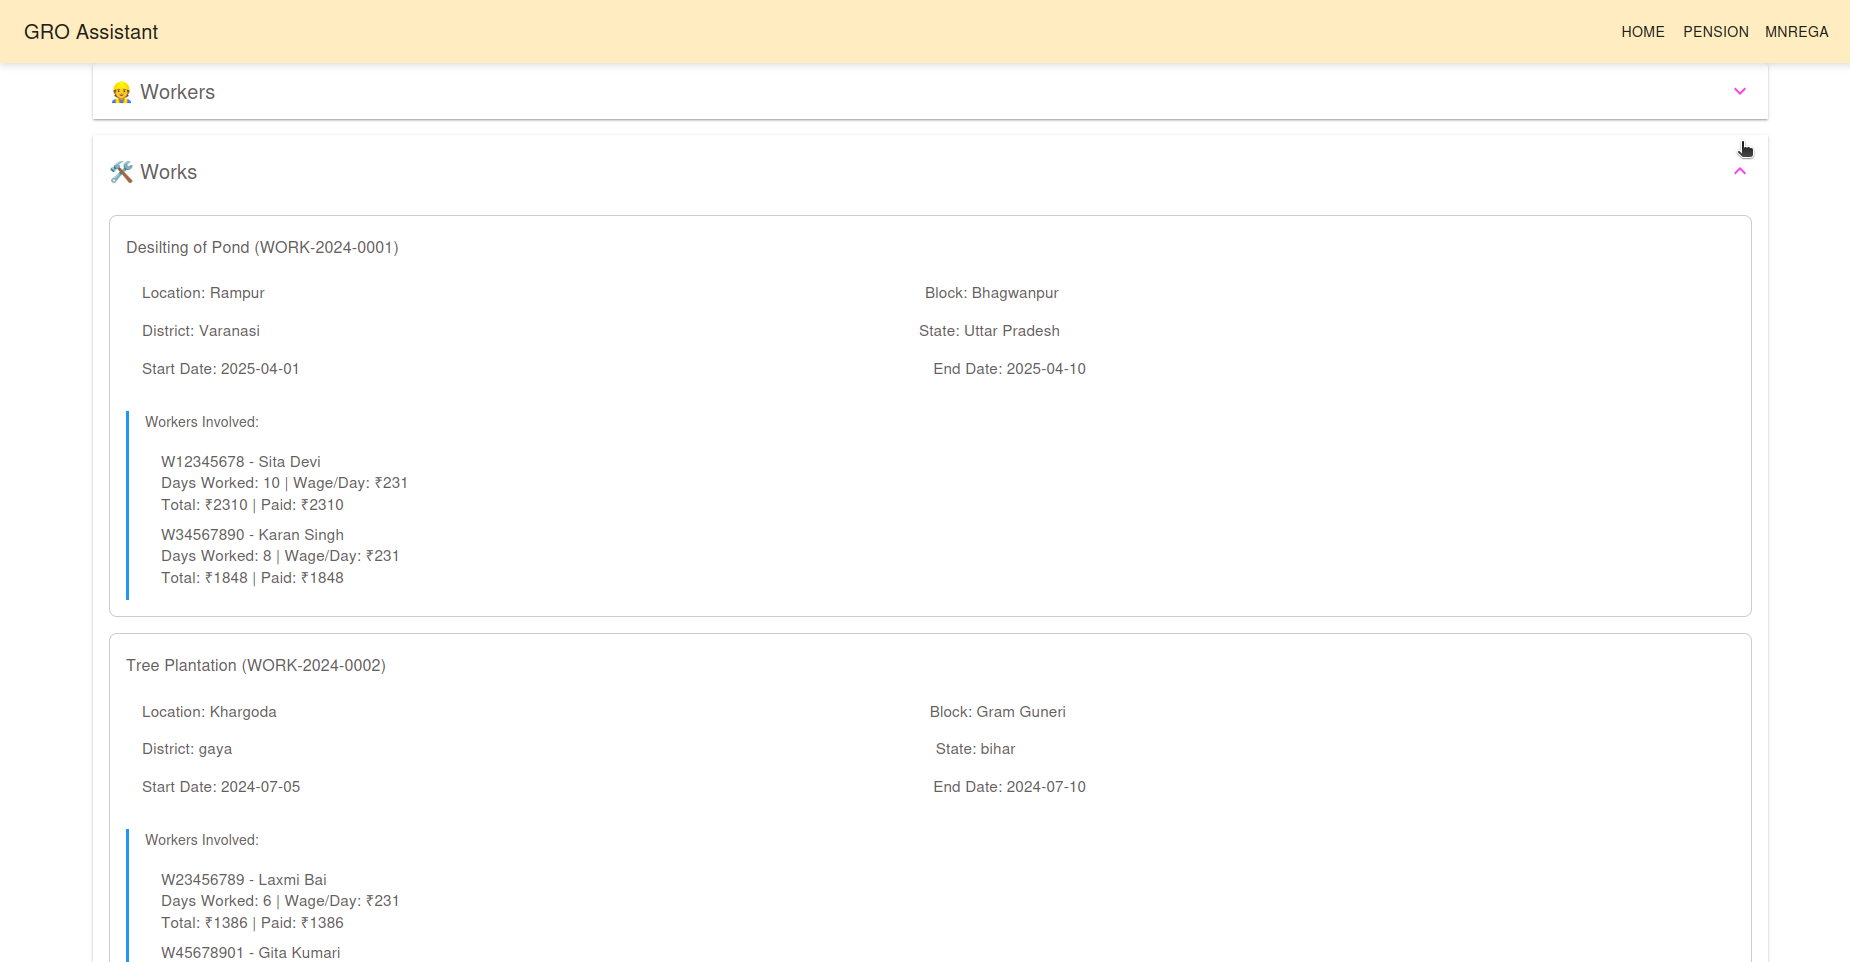 GRO Assistant HOME PENSION MNREGA
Workers
Works
Desilting of Pond (WORK-2024-0001)
Location: Rampur Block: Bhagwanpur
District: Varanasi State: Uttar Pradesh
Start Date: 2025-04-01 End Date: 2025-04-10
Workers Involved:
W12345678 - Sita Devi
Days Worked: 10 | Wage/Day: ₹231
Total: ₹2310 | Paid: ₹2310
W34567890 - Karan Singh
Days Worked: 8 | Wage/Day: ₹231
Total: ₹1848 | Paid: ₹1848
Tree Plantation (WORK-2024-0002)
Location: Khargoda Block: Gram Guneri
District: gaya State: bihar
Start Date: 2024-07-05 End Date: 2024-07-10
Workers Involved:
W23456789 - Laxmi Bai
Days Worked: 6 | Wage/Day: ₹231
Total: ₹1386 | Paid: ₹1386
W45678901 - Gita Kumari